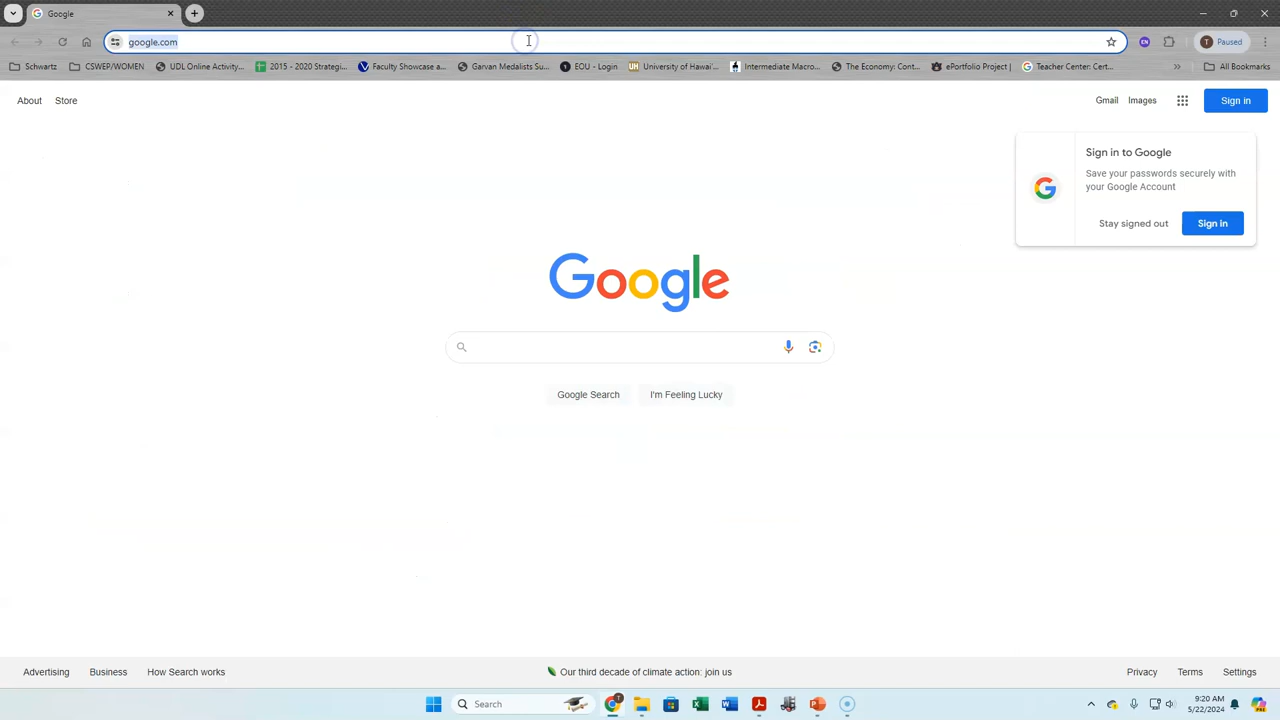 Google
google.com
EN
T Paused
Schwartz
CSWEP/WOMEN
UDL Online Activity...
2015 - 2020 Strategi...
Faculty Showcase a...
Garvan Medalists Su...
EOU - Login
University of Hawai'...
Intermediate Macro...
The Economy: Cont...
ePortfolio Project |
Teacher Center: Cert...
»
All Bookmarks
About
Store
Gmail
Images
Sign in
Sign in to Google
Save your passwords securely with
your Google Account
Stay signed out
Sign in
Google
Google Search
I'm Feeling Lucky
Advertising
Business
How Search works
Our third decade of climate action: join us
Privacy
Terms
Settings
Search
9:20 AM
5/22/2024